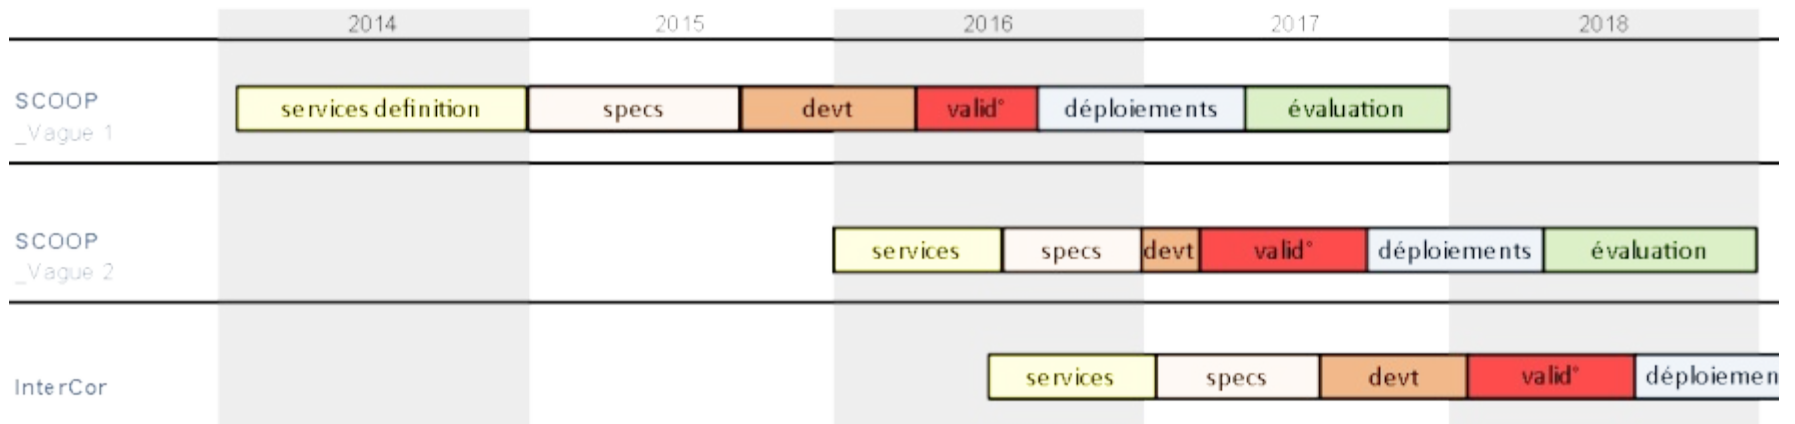 2014 2015 2016 2017 2018
SCOOP
_Vague 1
services definition specs devt valid° déploiements évaluation
SCOOP
_Vague 2
services specs devt valid° déploiements évaluation
InterCor
services specs devt valid° déploiemen